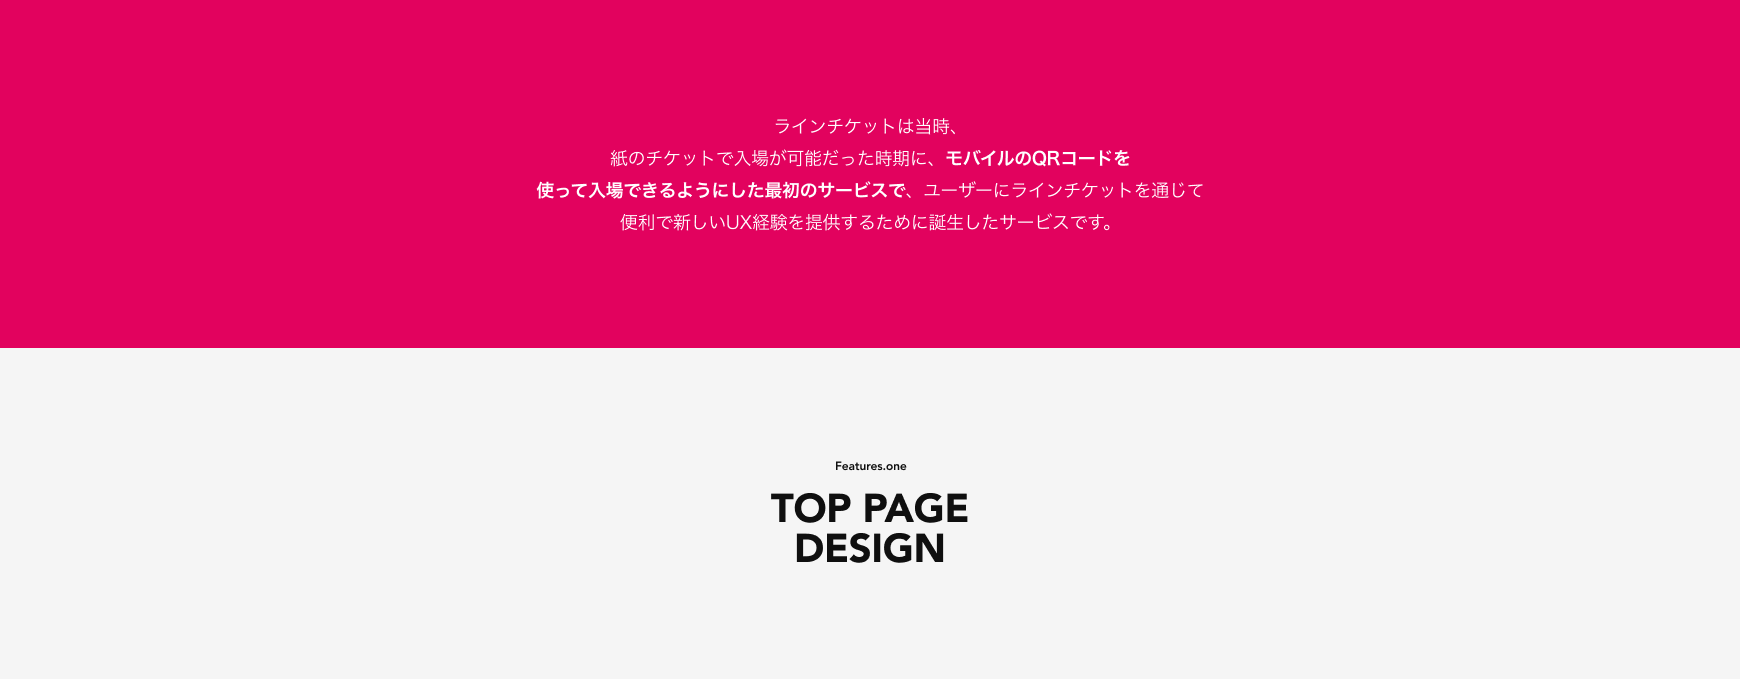 ラインチケットは当時、
紙のチケットで入場が可能だった時期に、モバイルのQRコードを
使って入場できるようにした最初のサービスで、ユーザーにラインチケットを通じて
便利で新しいUX経験を提供するために誕生したサービスです。
Features.one
TOP PAGE
DESIGN